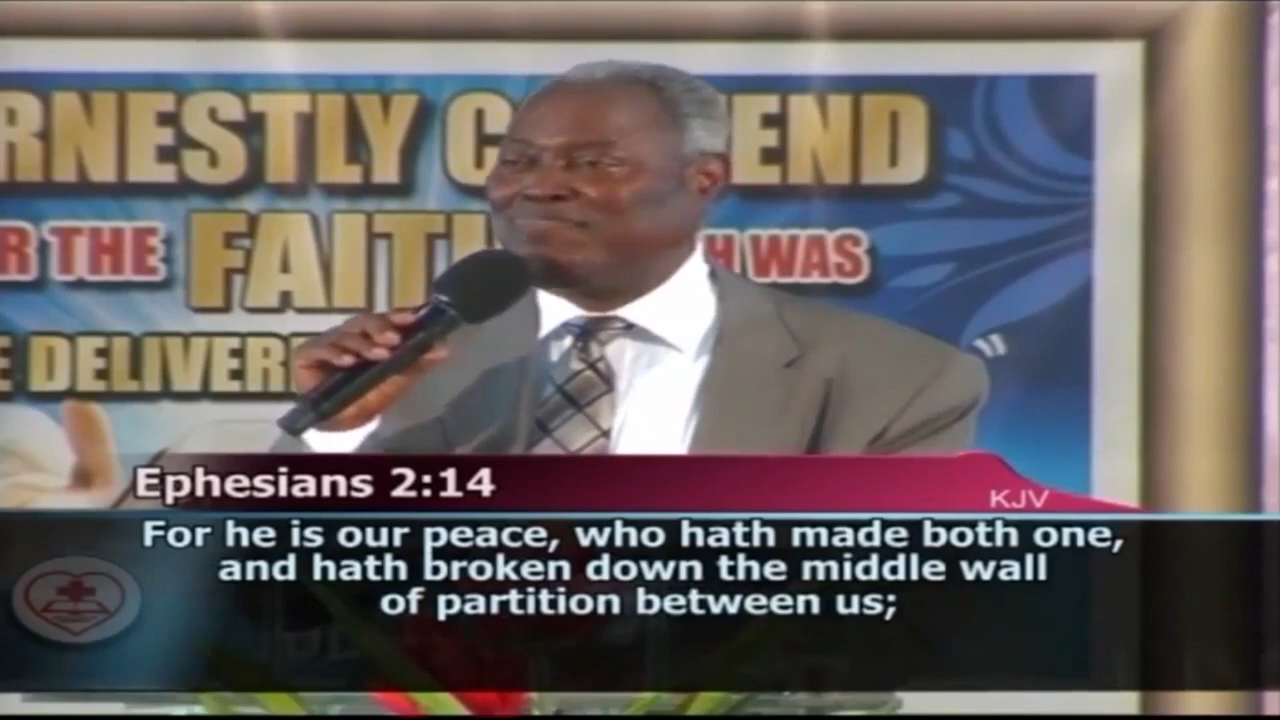 RNESTLY C END
R THE FAIT H WAS
E DELIVER
Ephesians 2:14
KJV
For he is our peace, who hath made both one,
and hath broken down the middle wall
of partition between us;